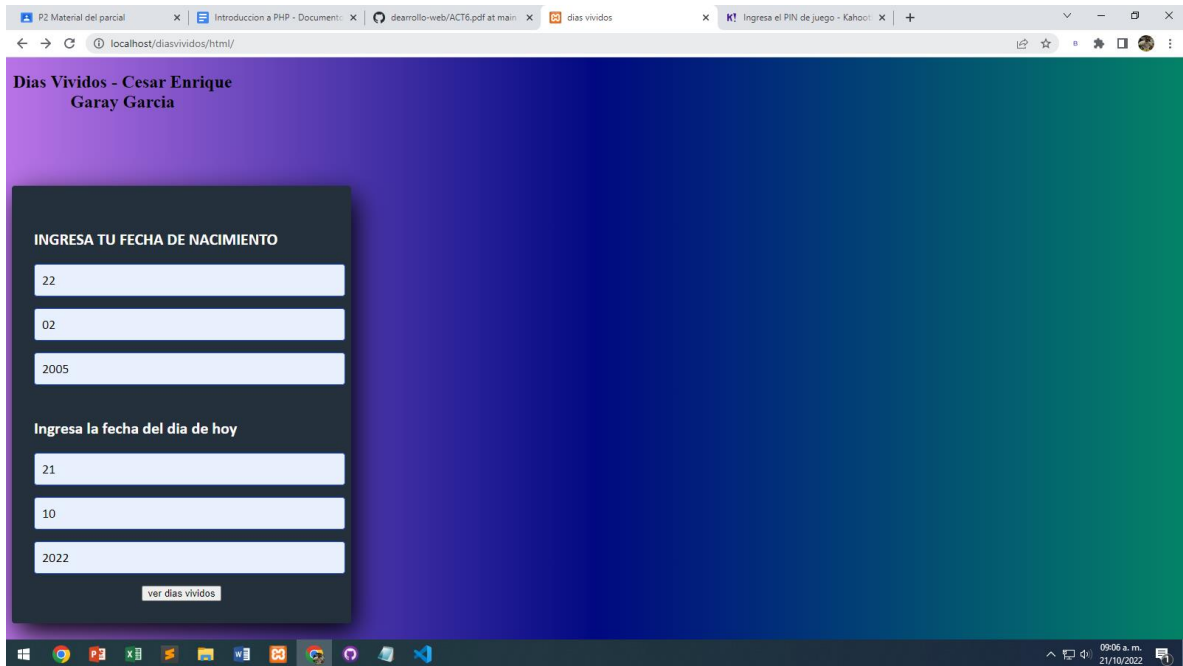 P2 Material del parcial
Introduccion a PHP - Documento
dearrollo-web/ACT6.pdf at main
dias vividos
K! Ingresa el PIN de juego - Kahoot
localhost/diasvividos/html/
Dias Vividos - Cesar Enrique
Garay Garcia
INGRESA TU FECHA DE NACIMIENTO
22
02
2005
Ingresa la fecha del dia de hoy
21
10
2022
ver dias vividos
09:06 a. m.
21/10/2022